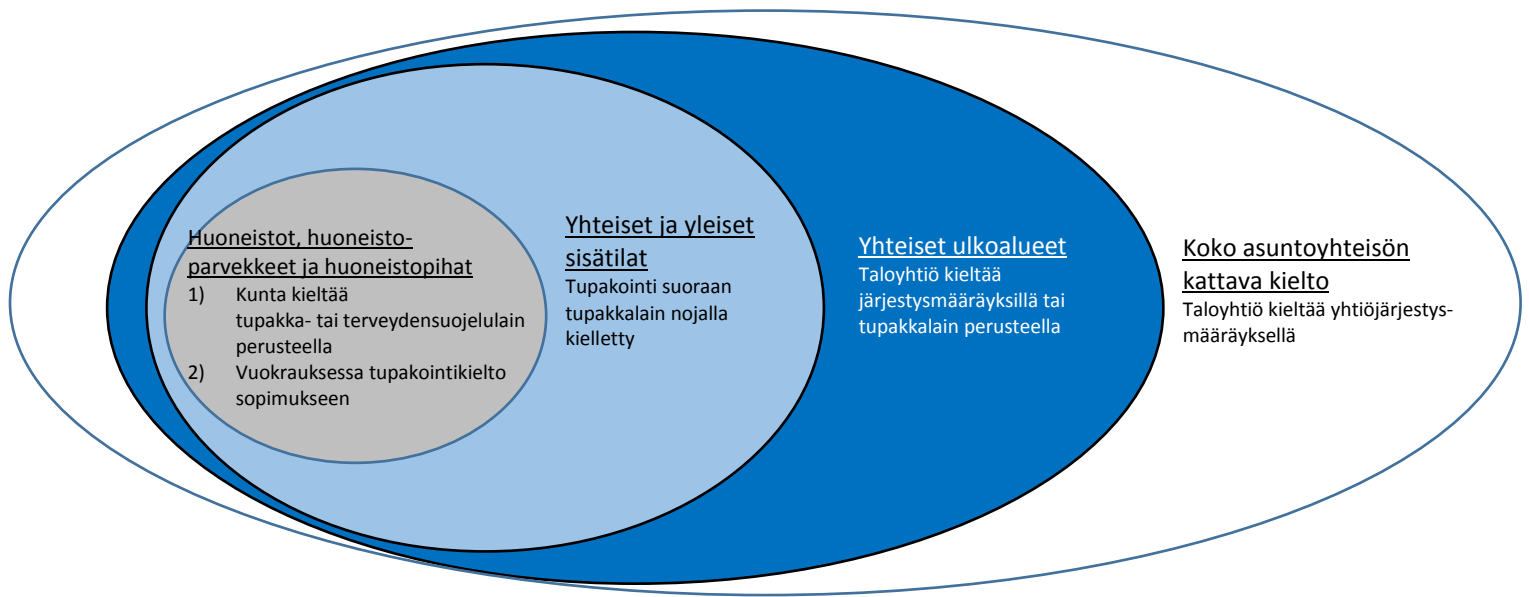 Huoneistot, huoneisto-
parvekkeet ja huoneistopihat
1) Kunta kieltää
tupakka- tai terveydensuojelulain
perusteella
2) Vuokrauksessa tupakointikielto
sopimukseen
Yhteiset ja yleiset
sisätilat
Tupakointi suoraan
tupakkalain nojalla
kielletty
Yhteiset ulkoalueet
Taloyhtiö kieltää
järjestysmääräyksillä tai
tupakkalain perusteella
Koko asuntoyhteisön
kattava kielto
Taloyhtiö kieltää yhtiöjärjestys-
määräyksellä